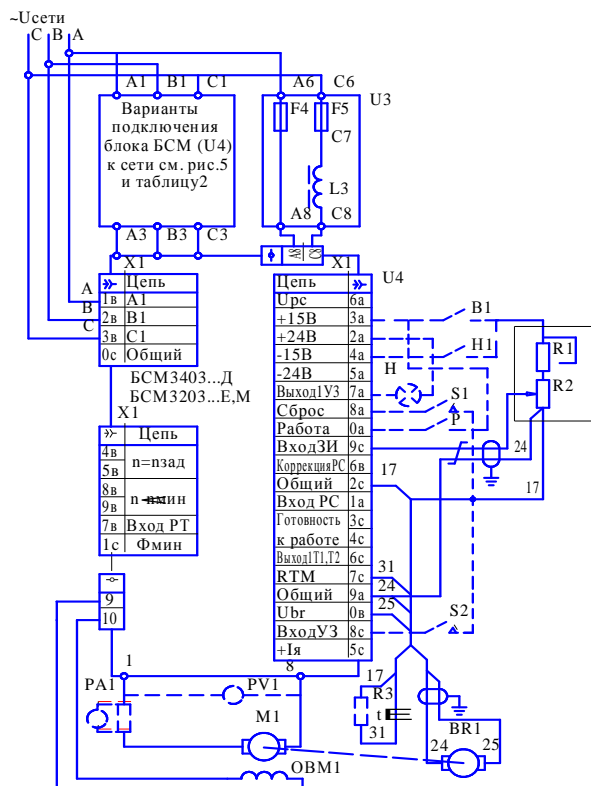 ~Uсети
С В А
A1 B1 C1
A6 C6
U3
Варианты
подключения
блока БСМ (U4)
к сети см. рис.5
и таблицу2
F4 F5
C7
L3
A8 C8
A3 B3 C3
A8 C8
X1
Цепь
A 1в A1
B 2в B1
C 3в C1
0с Общий
БСМ3403...Д
БСМ3203...Е,М
X1
Цепь
4в
5в n=nзад
8в
9в
7в Вход РТ
1с Фмин
9
10
X1
U4
Цепь
Upc 6а
+15В 3а
+24В 2а
-15В 4а
-24В 5а
Выход1У3 7а
Сброс 8а
Работа 0а
ВходЗИ 9с
КоррекцияРС 6в
Общий 2с
Вход РС 1а
Готовность 3с
к работе 4с
Выход1Т1,Т2 6с
RTM 7с
Общий 9а
Ubr 0в
ВходУЗ 8с
+Iя 5с
B1
H1
H
S1
P
R1
R2
24
17
17
31
24
25
S2
1
8
PA1
PV1
M1
OBM1
17
R3
t
31
BR1
24
25